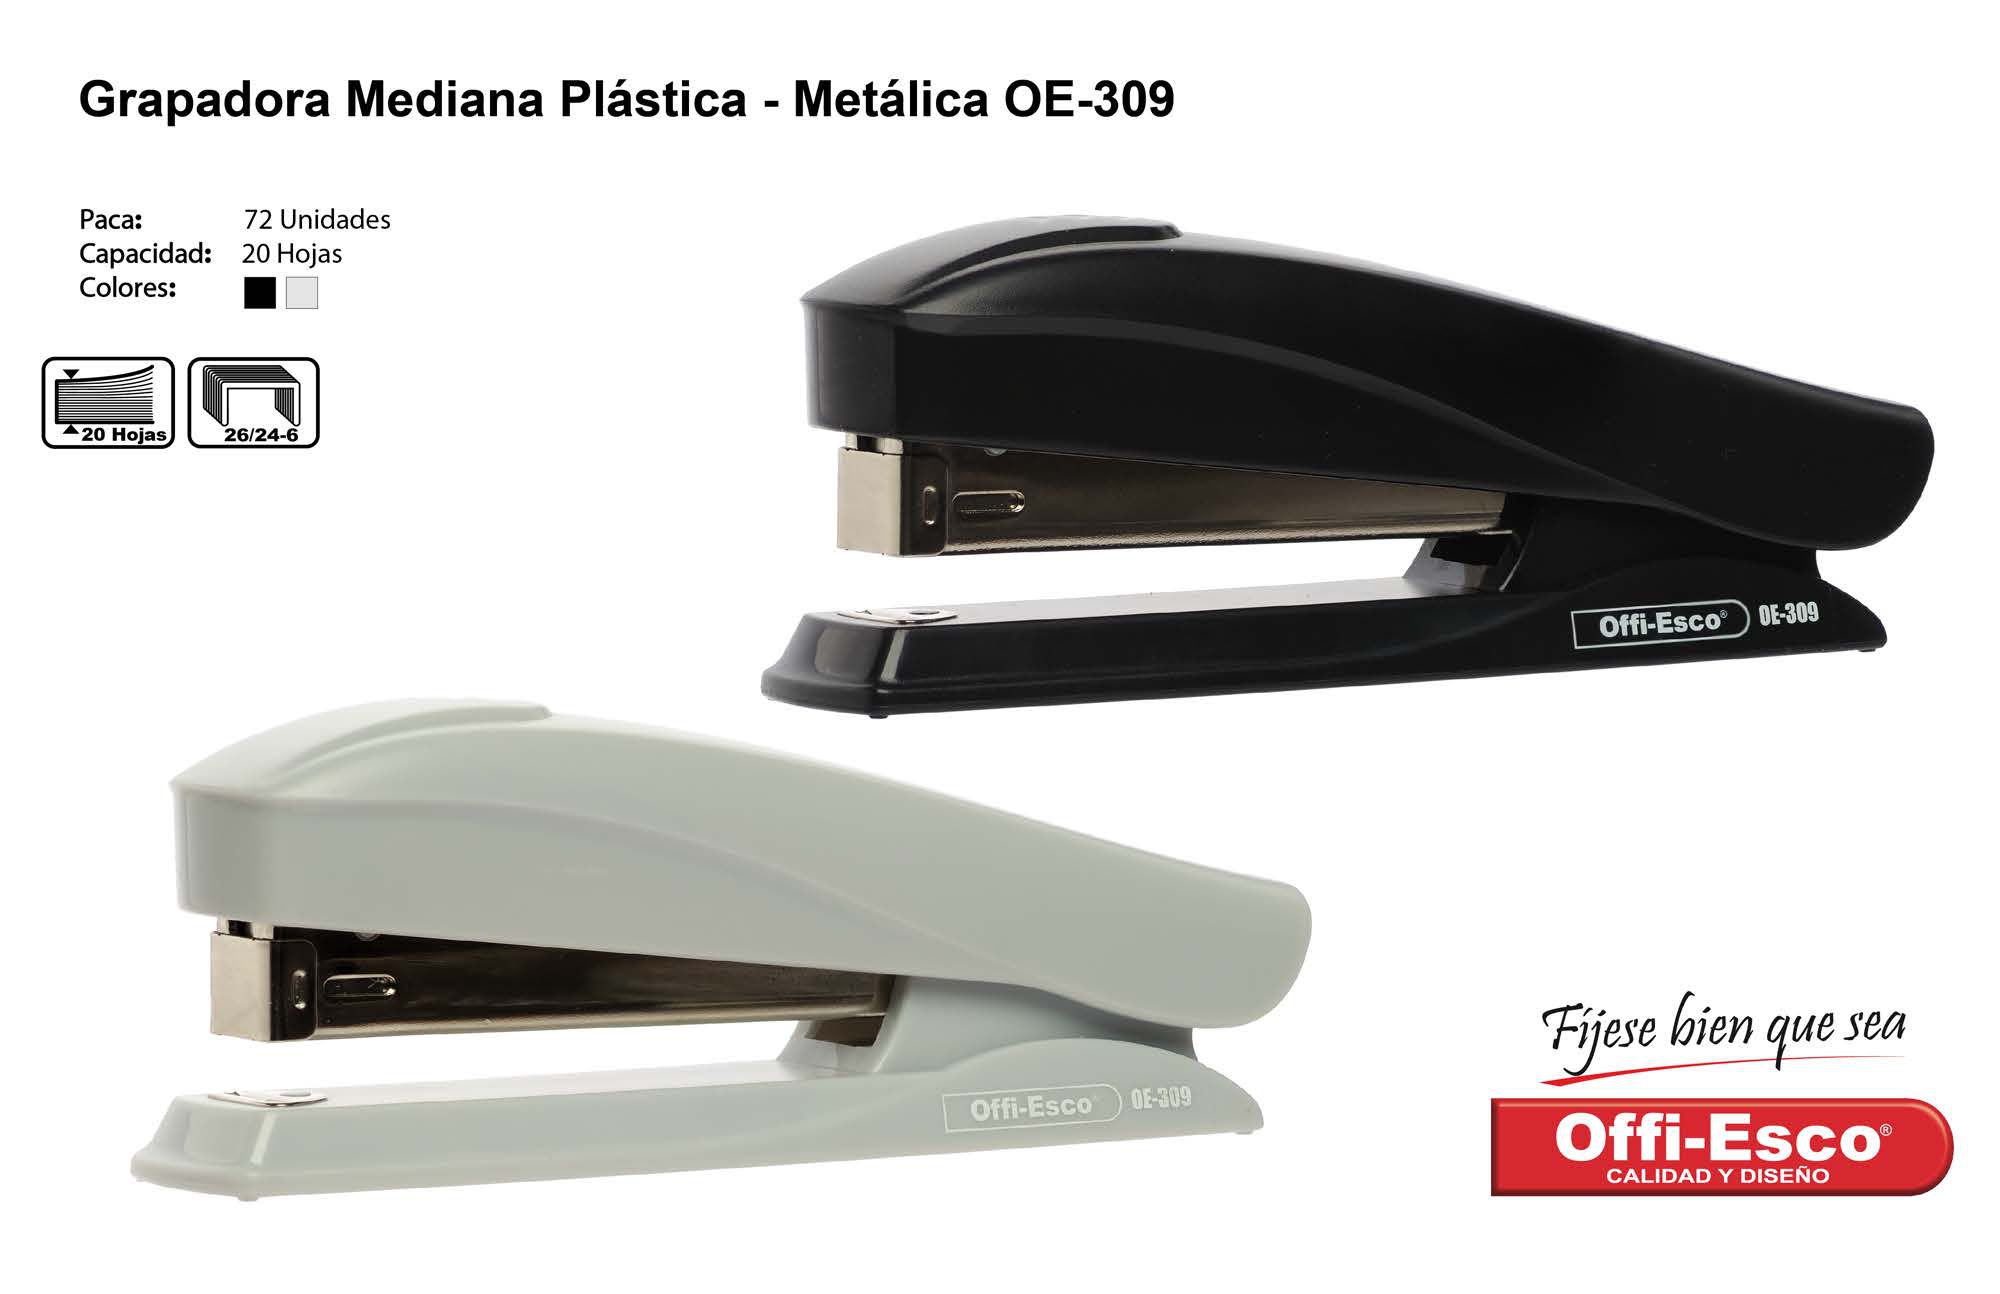 Grapadora Mediana Plástica - Metálica OE-309
Paca: 72 Unidades
Capacidad: 20 Hojas
Colores:
20 Hojas
26/24-6
Offi-Esco® OE-309
Offi-Esco® OE-309
Fíjese bien que sea
Offi-Esco®
CALIDAD Y DISEÑO